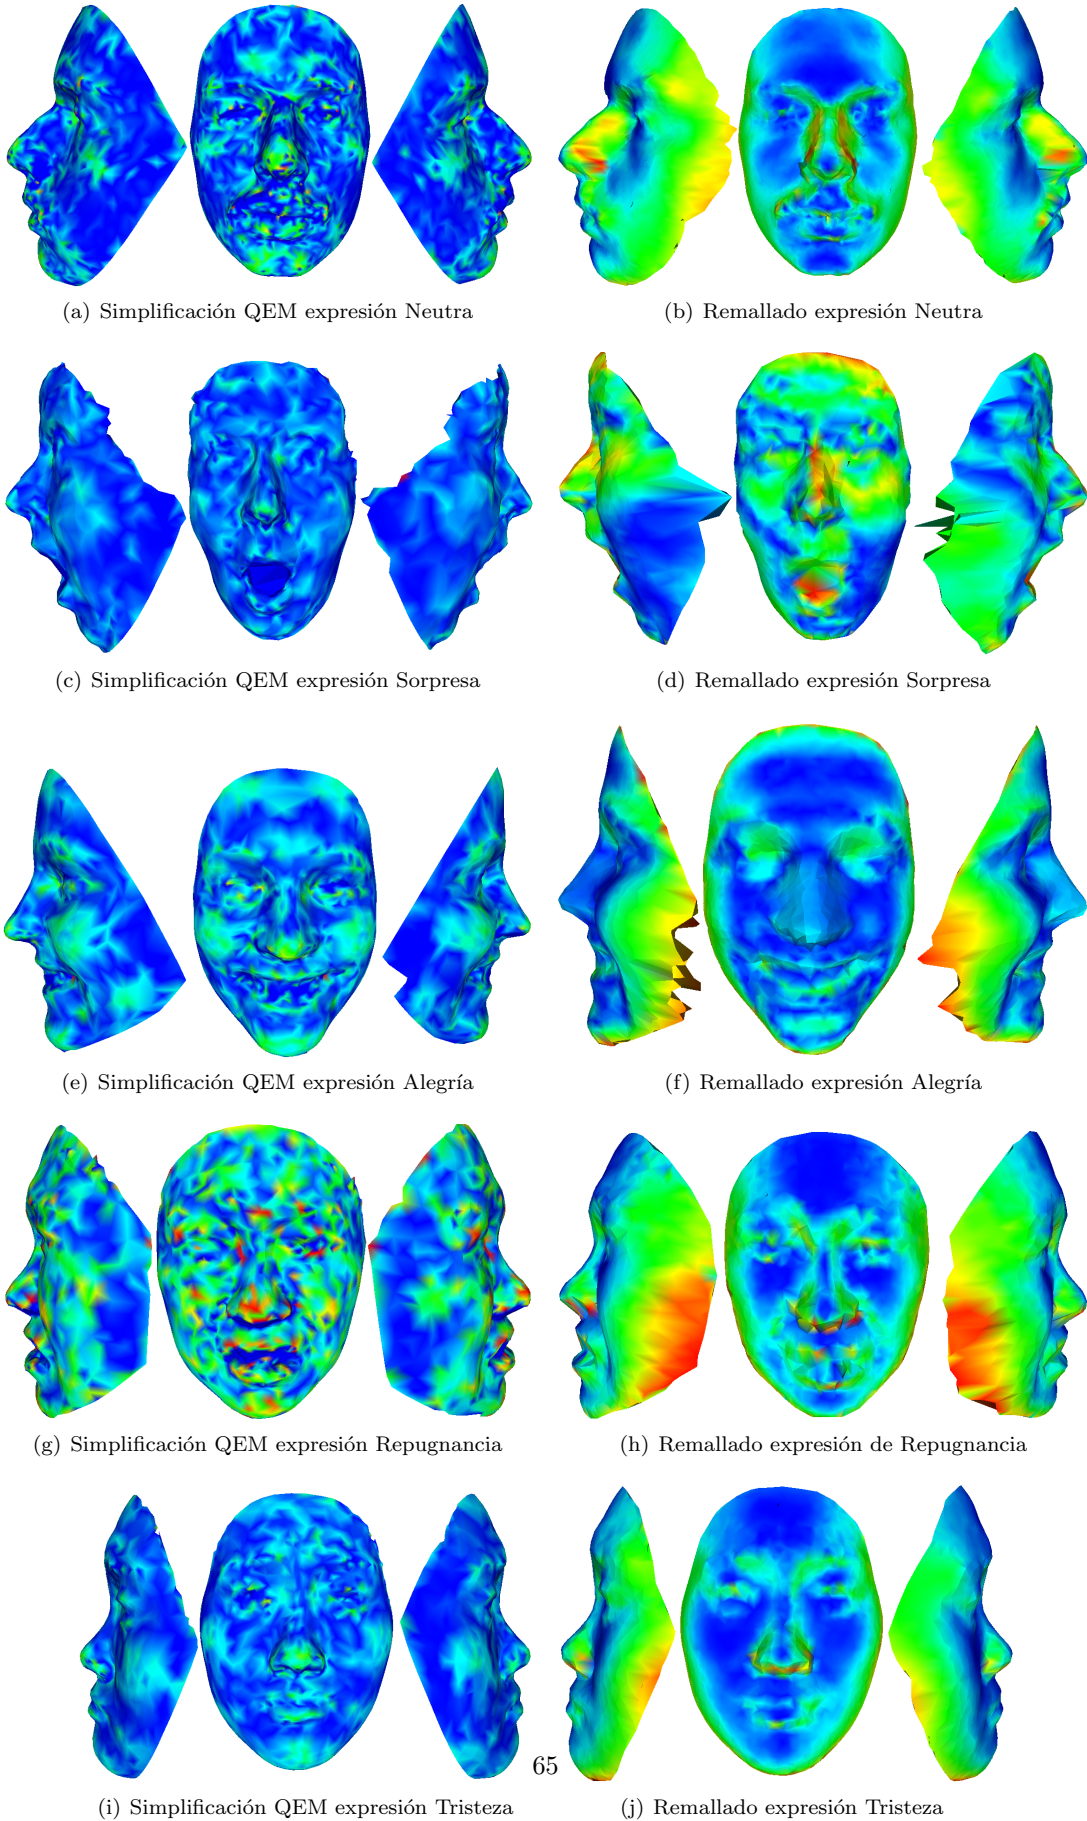 (a) Simplificación QEM expresión Neutra
(b) Remallado expresión Neutra
(c) Simplificación QEM expresión Sorpresa
(d) Remallado expresión Sorpresa
(e) Simplificación QEM expresión Alegría
(f) Remallado expresión Alegría
(g) Simplificación QEM expresión Repugnancia
(h) Remallado expresión de Repugnancia
65
(i) Simplificación QEM expresión Tristeza
(j) Remallado expresión Tristeza